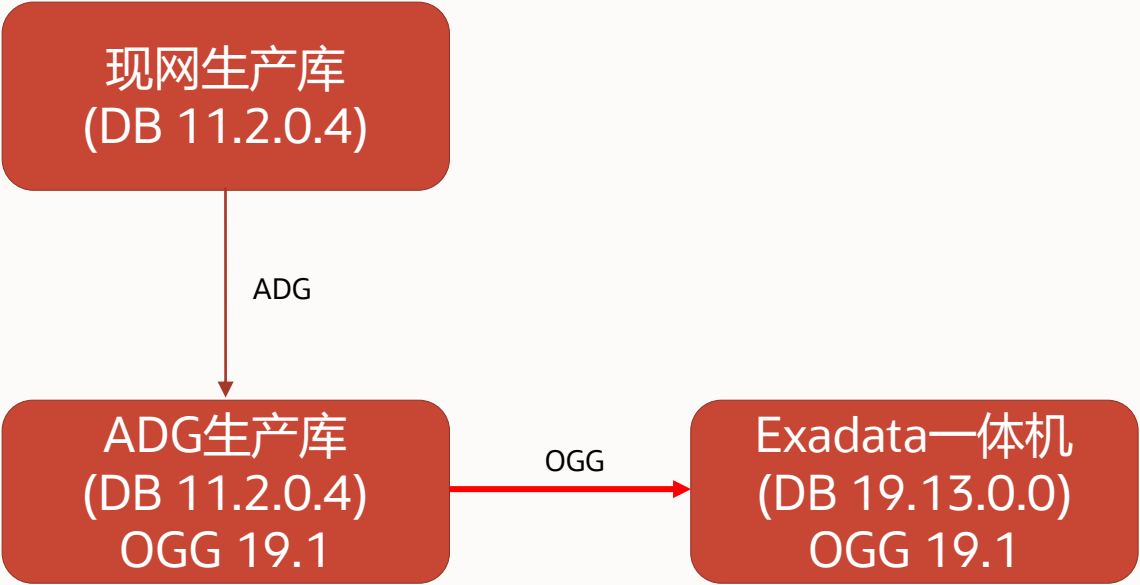 现网生产库
(DB 11.2.0.4)
ADG
ADG生产库
(DB 11.2.0.4)
OGG 19.1
OGG
Exadata一体机
(DB 19.13.0.0)
OGG 19.1